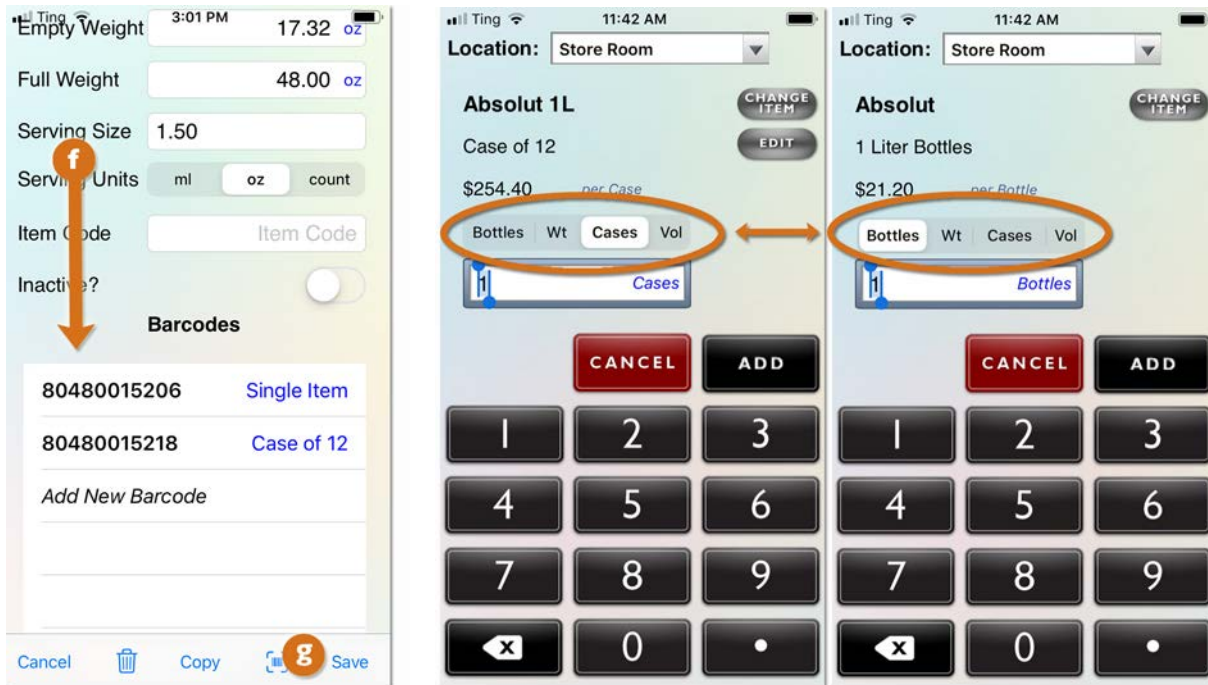 Ting 3:01 PM
Empty Weight 17.32 oz
Full Weight 48.00 oz
Serving Size 1.50
f
Serving Units ml oz count
Item Code Item Code
Inactive?
Barcodes
80480015206 Single Item
80480015218 Case of 12
Add New Barcode
g
Cancel Copy Save
Ting 11:42 AM
Location: Store Room
Absolut 1L CHANGE ITEM
Case of 12 EDIT
$254.40 per Case
Bottles Wt Cases Vol
1 Cases
CANCEL ADD
1 2 3
4 5 6
7 8 9
X 0 •
Ting 11:42 AM
Location: Store Room
Absolut CHANGE ITEM
1 Liter Bottles
$21.20 per Bottle
Bottles Wt Cases Vol
1 Bottles
CANCEL ADD
1 2 3
4 5 6
7 8 9
X 0 •